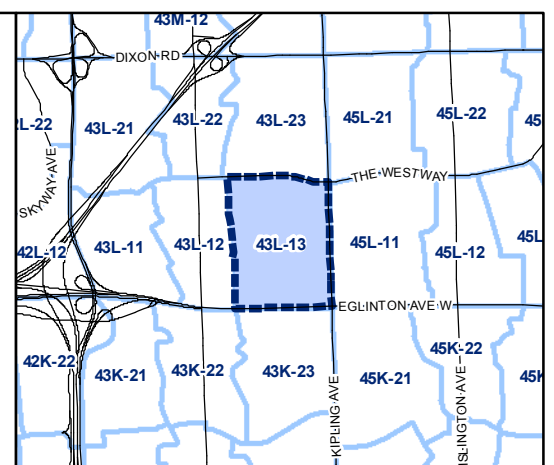 43M-12
DIXON RD
L-22
43L-21
43L-22
43L-23
45L-21
45L-22
45
SKYWAY AVE
THE WESTWAY
42L-12
43L-11
43L-12
43L-13
45L-11
45L-12
45L
EGLINTON AVE W
42K-22
43K-21
43K-22
43K-23
45K-21
45K-22
45K
KIPLING AVE
ISLINGTON AVE